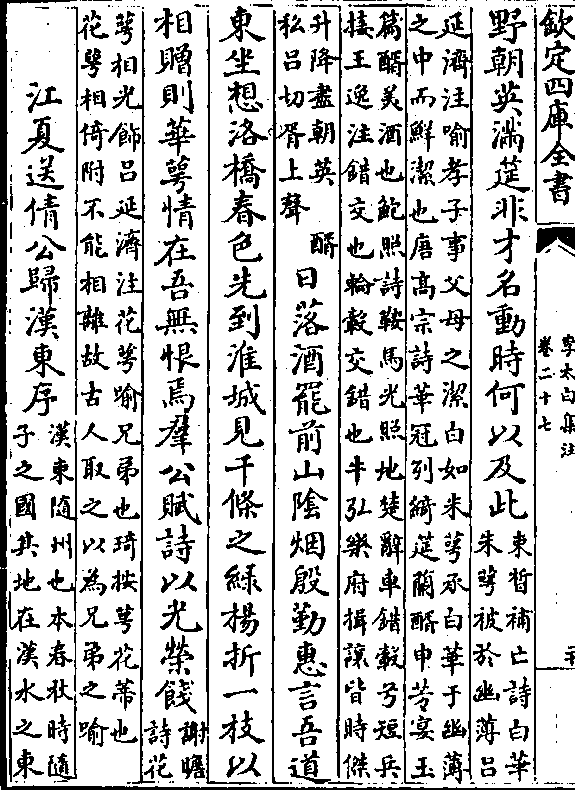 欽定四庫全書
李太白集注
卷二十七
野朝英滿筵非才名動時何以及此
束晳補亡詩白華
朱萼被於幽薄呂
延濟注喻孝子事父母之潔白如朱萼承白華于幽薄
之中而鮮潔也唐高宗詩華冠列綺筵蘭醑申芳宴玉
篇醑美酒也鮑照詩鞍馬光照地楚辭車錯轂兮短兵
接王逸注錯交也輪轂交錯也牛弘樂府揖讓皆時傑
升降盡朝英 醑
私呂切胥上聲
日落酒罷前山陰烟殷勤惠言吾道
東坐想洛橋春色先到淮城見千條之綠楊折一枝以
相贈則華萼情在吾無恨焉羣公賦詩以光榮餞
謝瞻
詩花
萼相光飾呂延濟注花萼喻兄弟也琦按萼花蒂也
花萼相倚附不能相離故古人取之以為兄弟之喻
江夏送倩公歸漢東序
漢東隨州也本春秋時隨
子之國其地在漢水之東